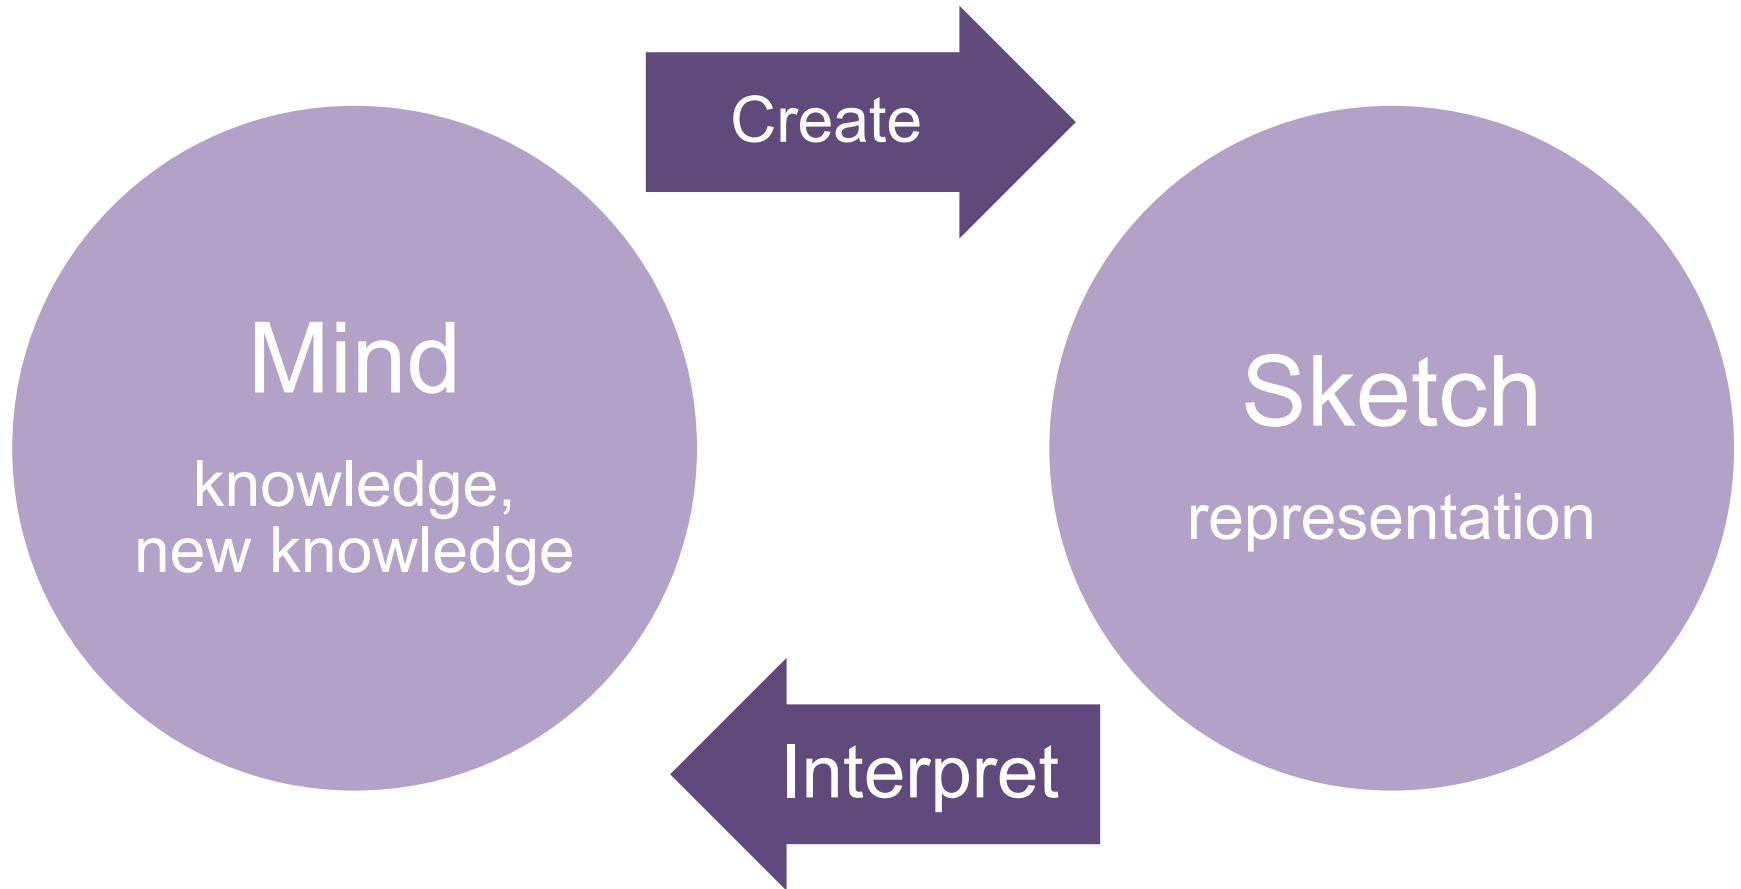 Create
Mind
knowledge,
new knowledge
Sketch
representation
Interpret